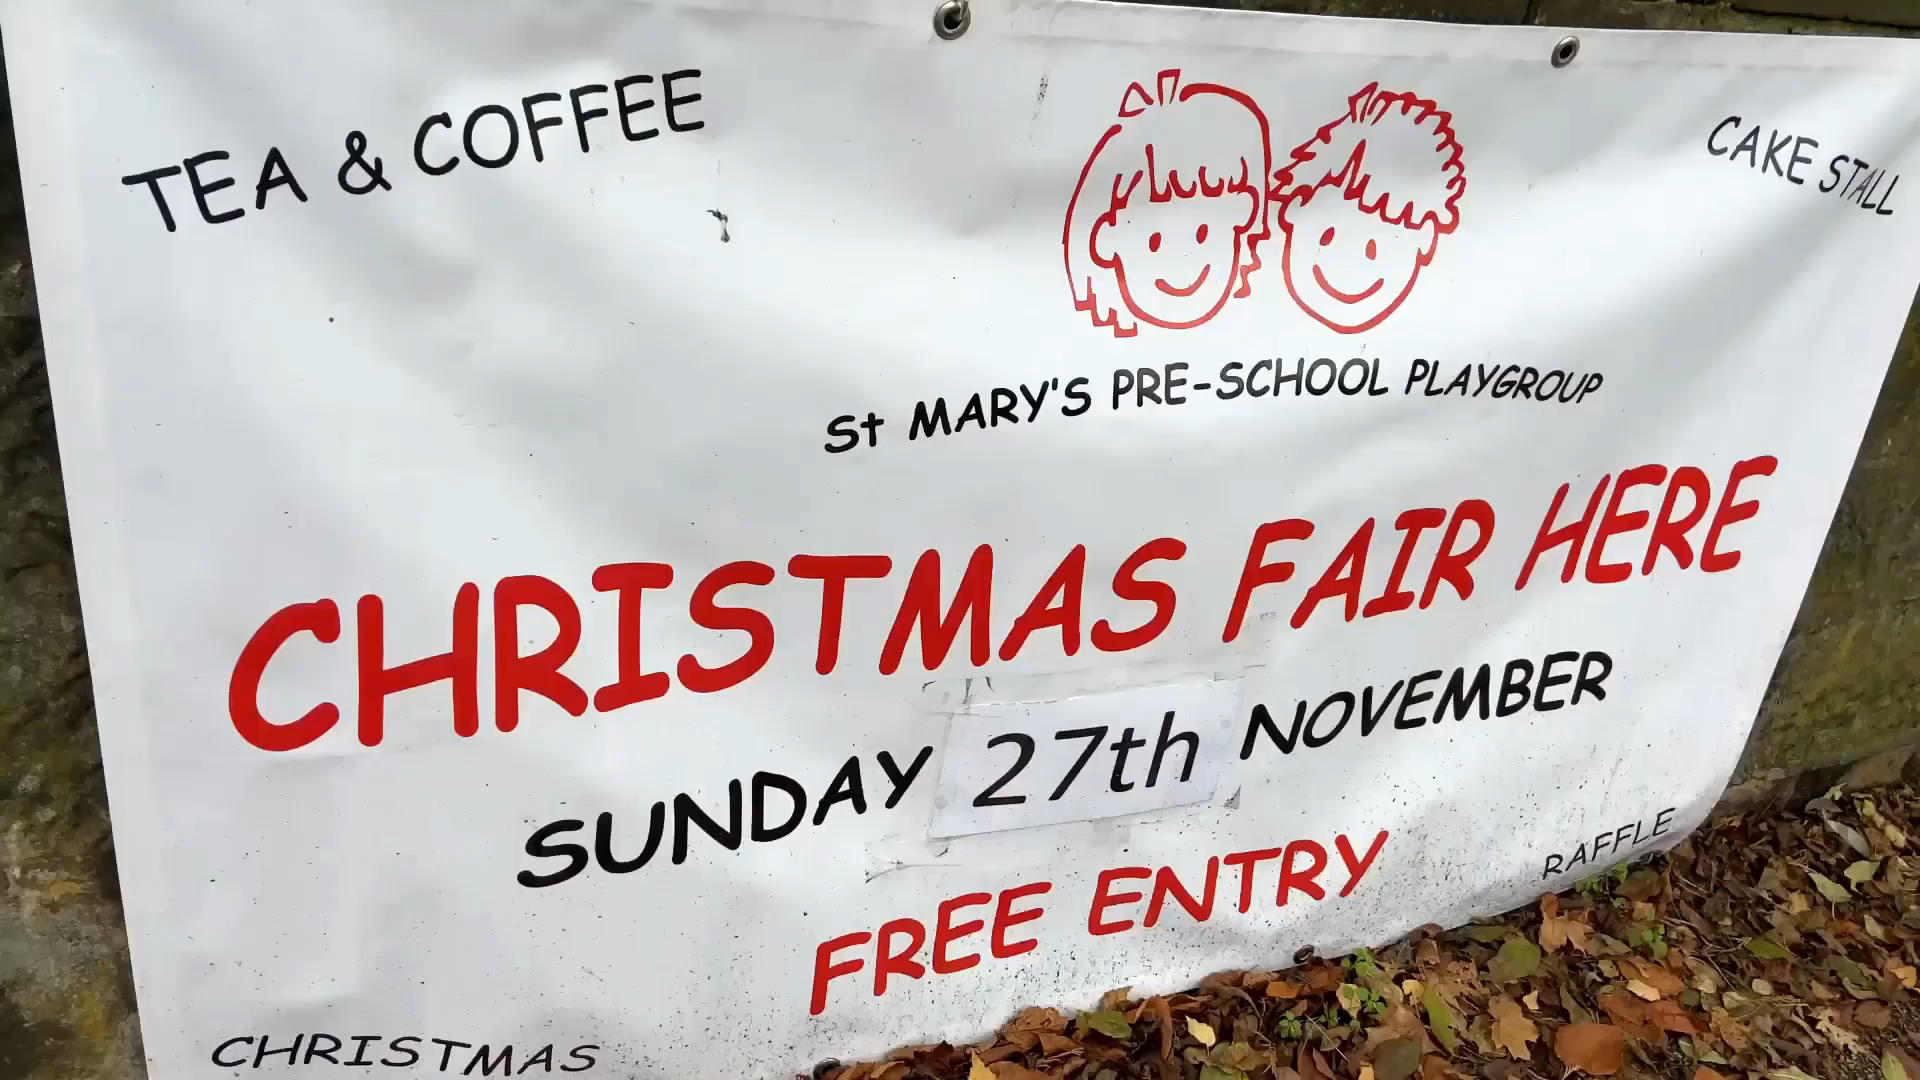 TEA & COFFEE
CAKE STALL
St MARY'S PRE-SCHOOL PLAYGROUP
CHRISTMAS FAIR HERE
SUNDAY 27th NOVEMBER
FREE ENTRY
RAFFLE
CHRISTMAS